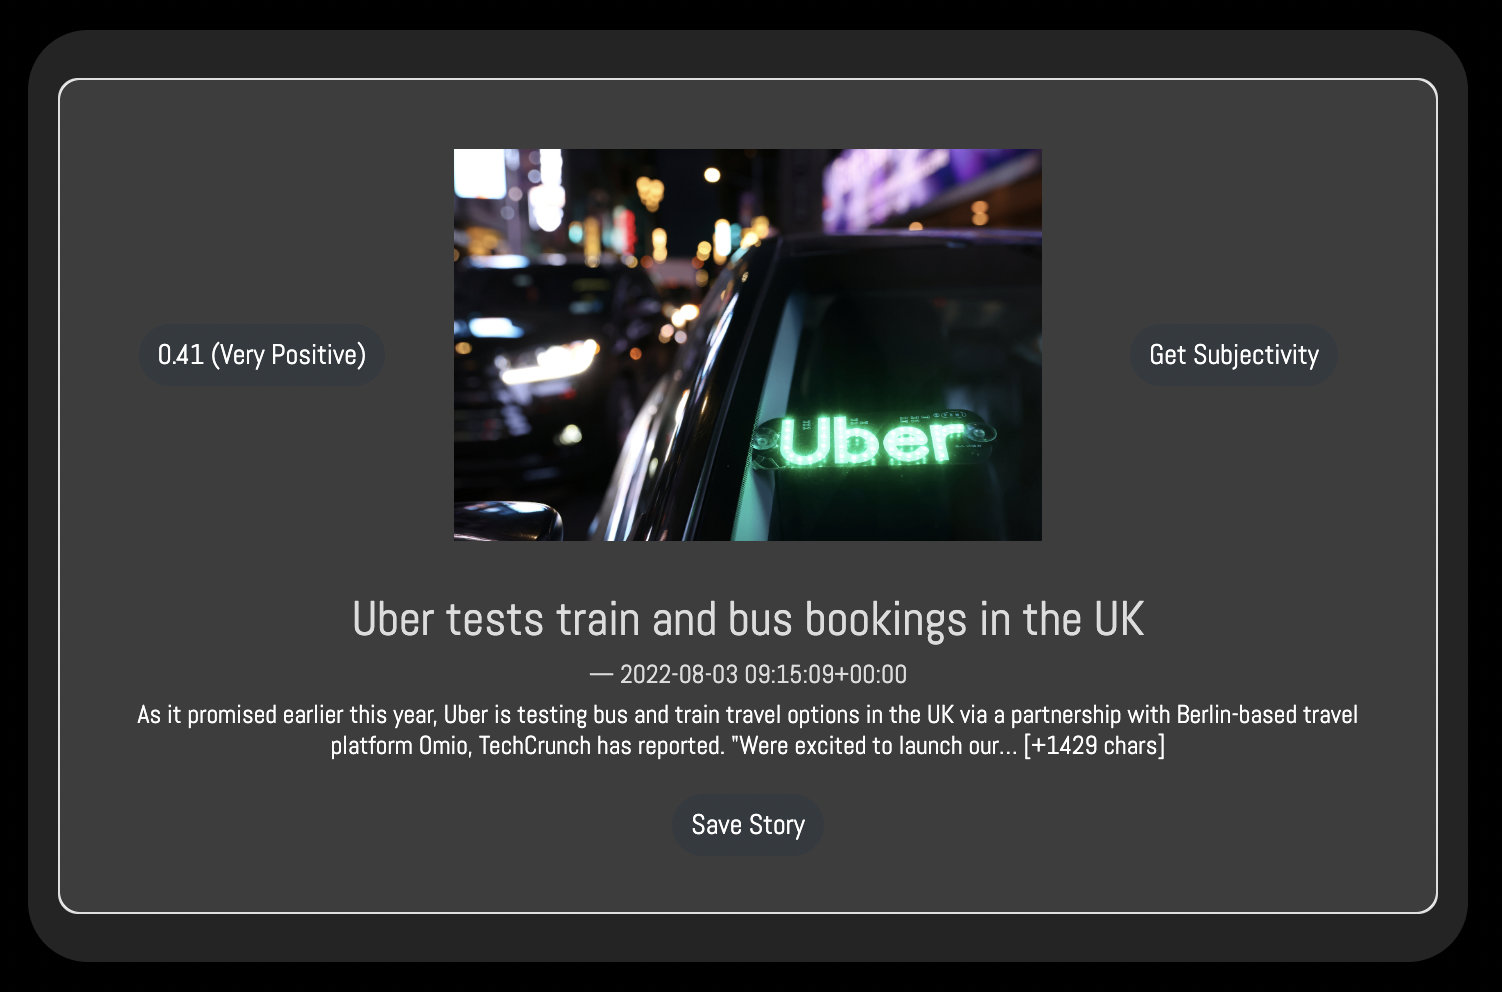 0.41 (Very Positive)
Uber
Get Subjectivity
Uber tests train and bus bookings in the UK
— 2022-08-03 09:15:09+00:00
As it promised earlier this year, Uber is testing bus and train travel options in the UK via a partnership with Berlin-based travel
platform Omio, TechCrunch has reported. "Were excited to launch our… [+1429 chars]
Save Story